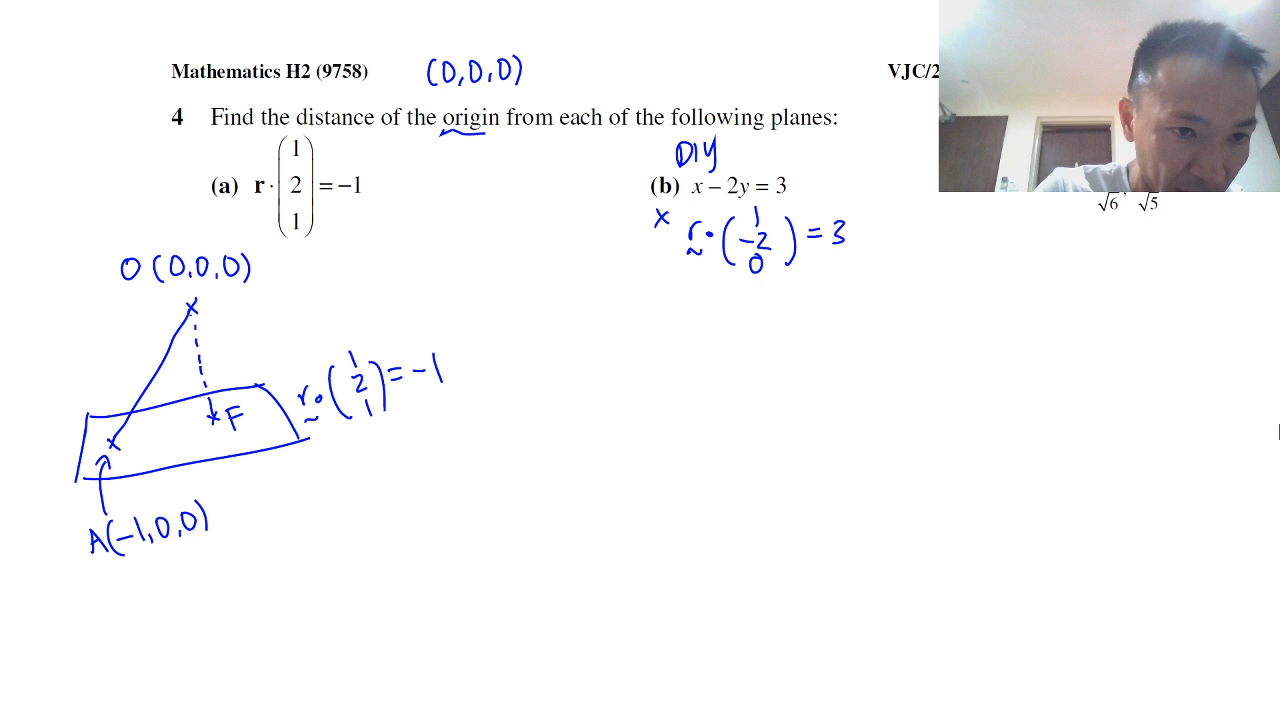 Mathematics H2 (9758) (0,0,0) VJC/2
4 Find the distance of the origin from each of the following planes:
DIY
(a) r · (1 2 1) = −1 (b) x − 2y = 3
√6, √5
x r · (1 −2 0) = 3
O (0,0,0)
x
r · (1 2 1) = −1
x F
x
A(−1,0,0)